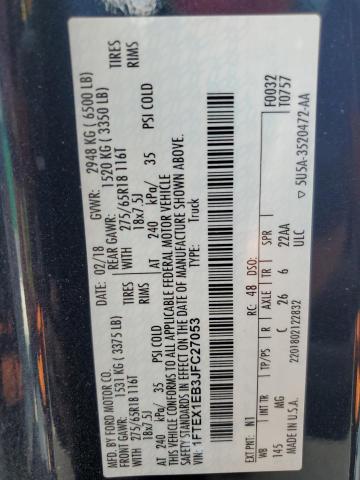 MFD. BY FORD MOTOR CO.
DATE: 02/18 GVWR: 2948 KG ( 6500 LB)
FRONT GAWR: 1531 KG ( 3375 LB) REAR GAWR: 1520 KG ( 3350 LB)
WITH 275/65R18 116T TIRES WITH 275/65R18 116T TIRES
18x7.5J RIMS 18x7.5J RIMS
AT 240 kPa/ 35 PSI COLD AT 240 kPa/ 35 PSI COLD
THIS VEHICLE CONFORMS TO ALL APPLICABLE FEDERAL MOTOR VEHICLE
SAFETY STANDARDS IN EFFECT ON THE DATE OF MANUFACTURE SHOWN ABOVE.
VIN: 1FTEX1EB3JFC27053
TYPE: Truck
F0032
T0757
EXT PNT: N1 RC: 48 DSO:
WB INT TR TP/PS R AXLE TR SPR
145 MG C 26 6 22AA
ULC
MADE IN U.S.A. 2201802122832
▽ 5U5A-3520472-AA